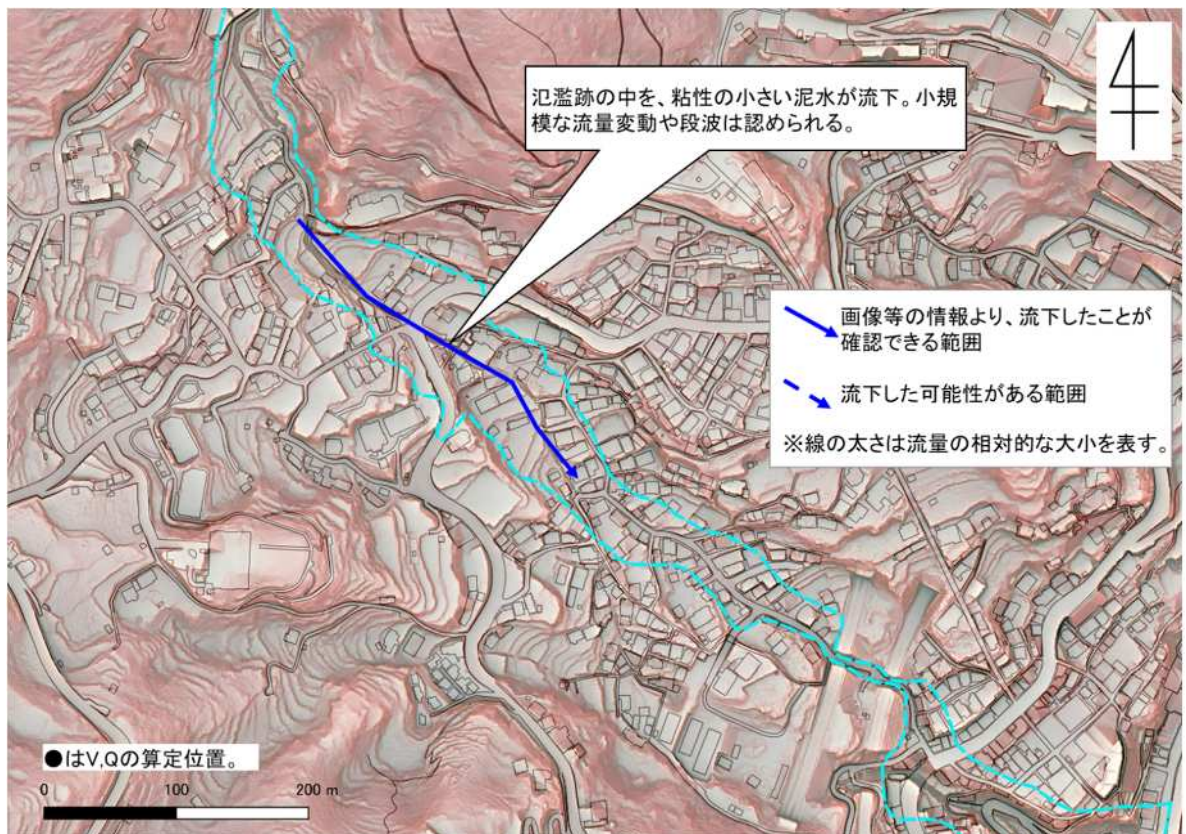 氾濫跡の中を、粘性の小さい泥水が流下。小規
模な流量変動や段波は認められる。
画像等の情報より、流下したことが
確認できる範囲
流下した可能性がある範囲
※線の太さは流量の相対的な大小を表す。
●はV,Qの算定位置。
0 100 200 m